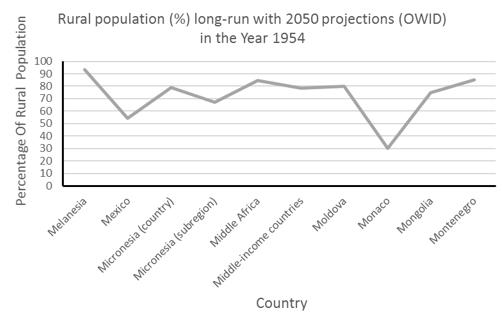 Rural population (%) long-run with 2050 projections (OWID)
in the Year 1954
Percentage Of Rural Population
100
90
80
70
60
50
40
30
20
10
0
Melanesia
Mexico
Micronesia (country)
Micronesia (subregion)
Middle Africa
Middle-income countries
Moldova
Monaco
Mongolia
Montenegro
Country